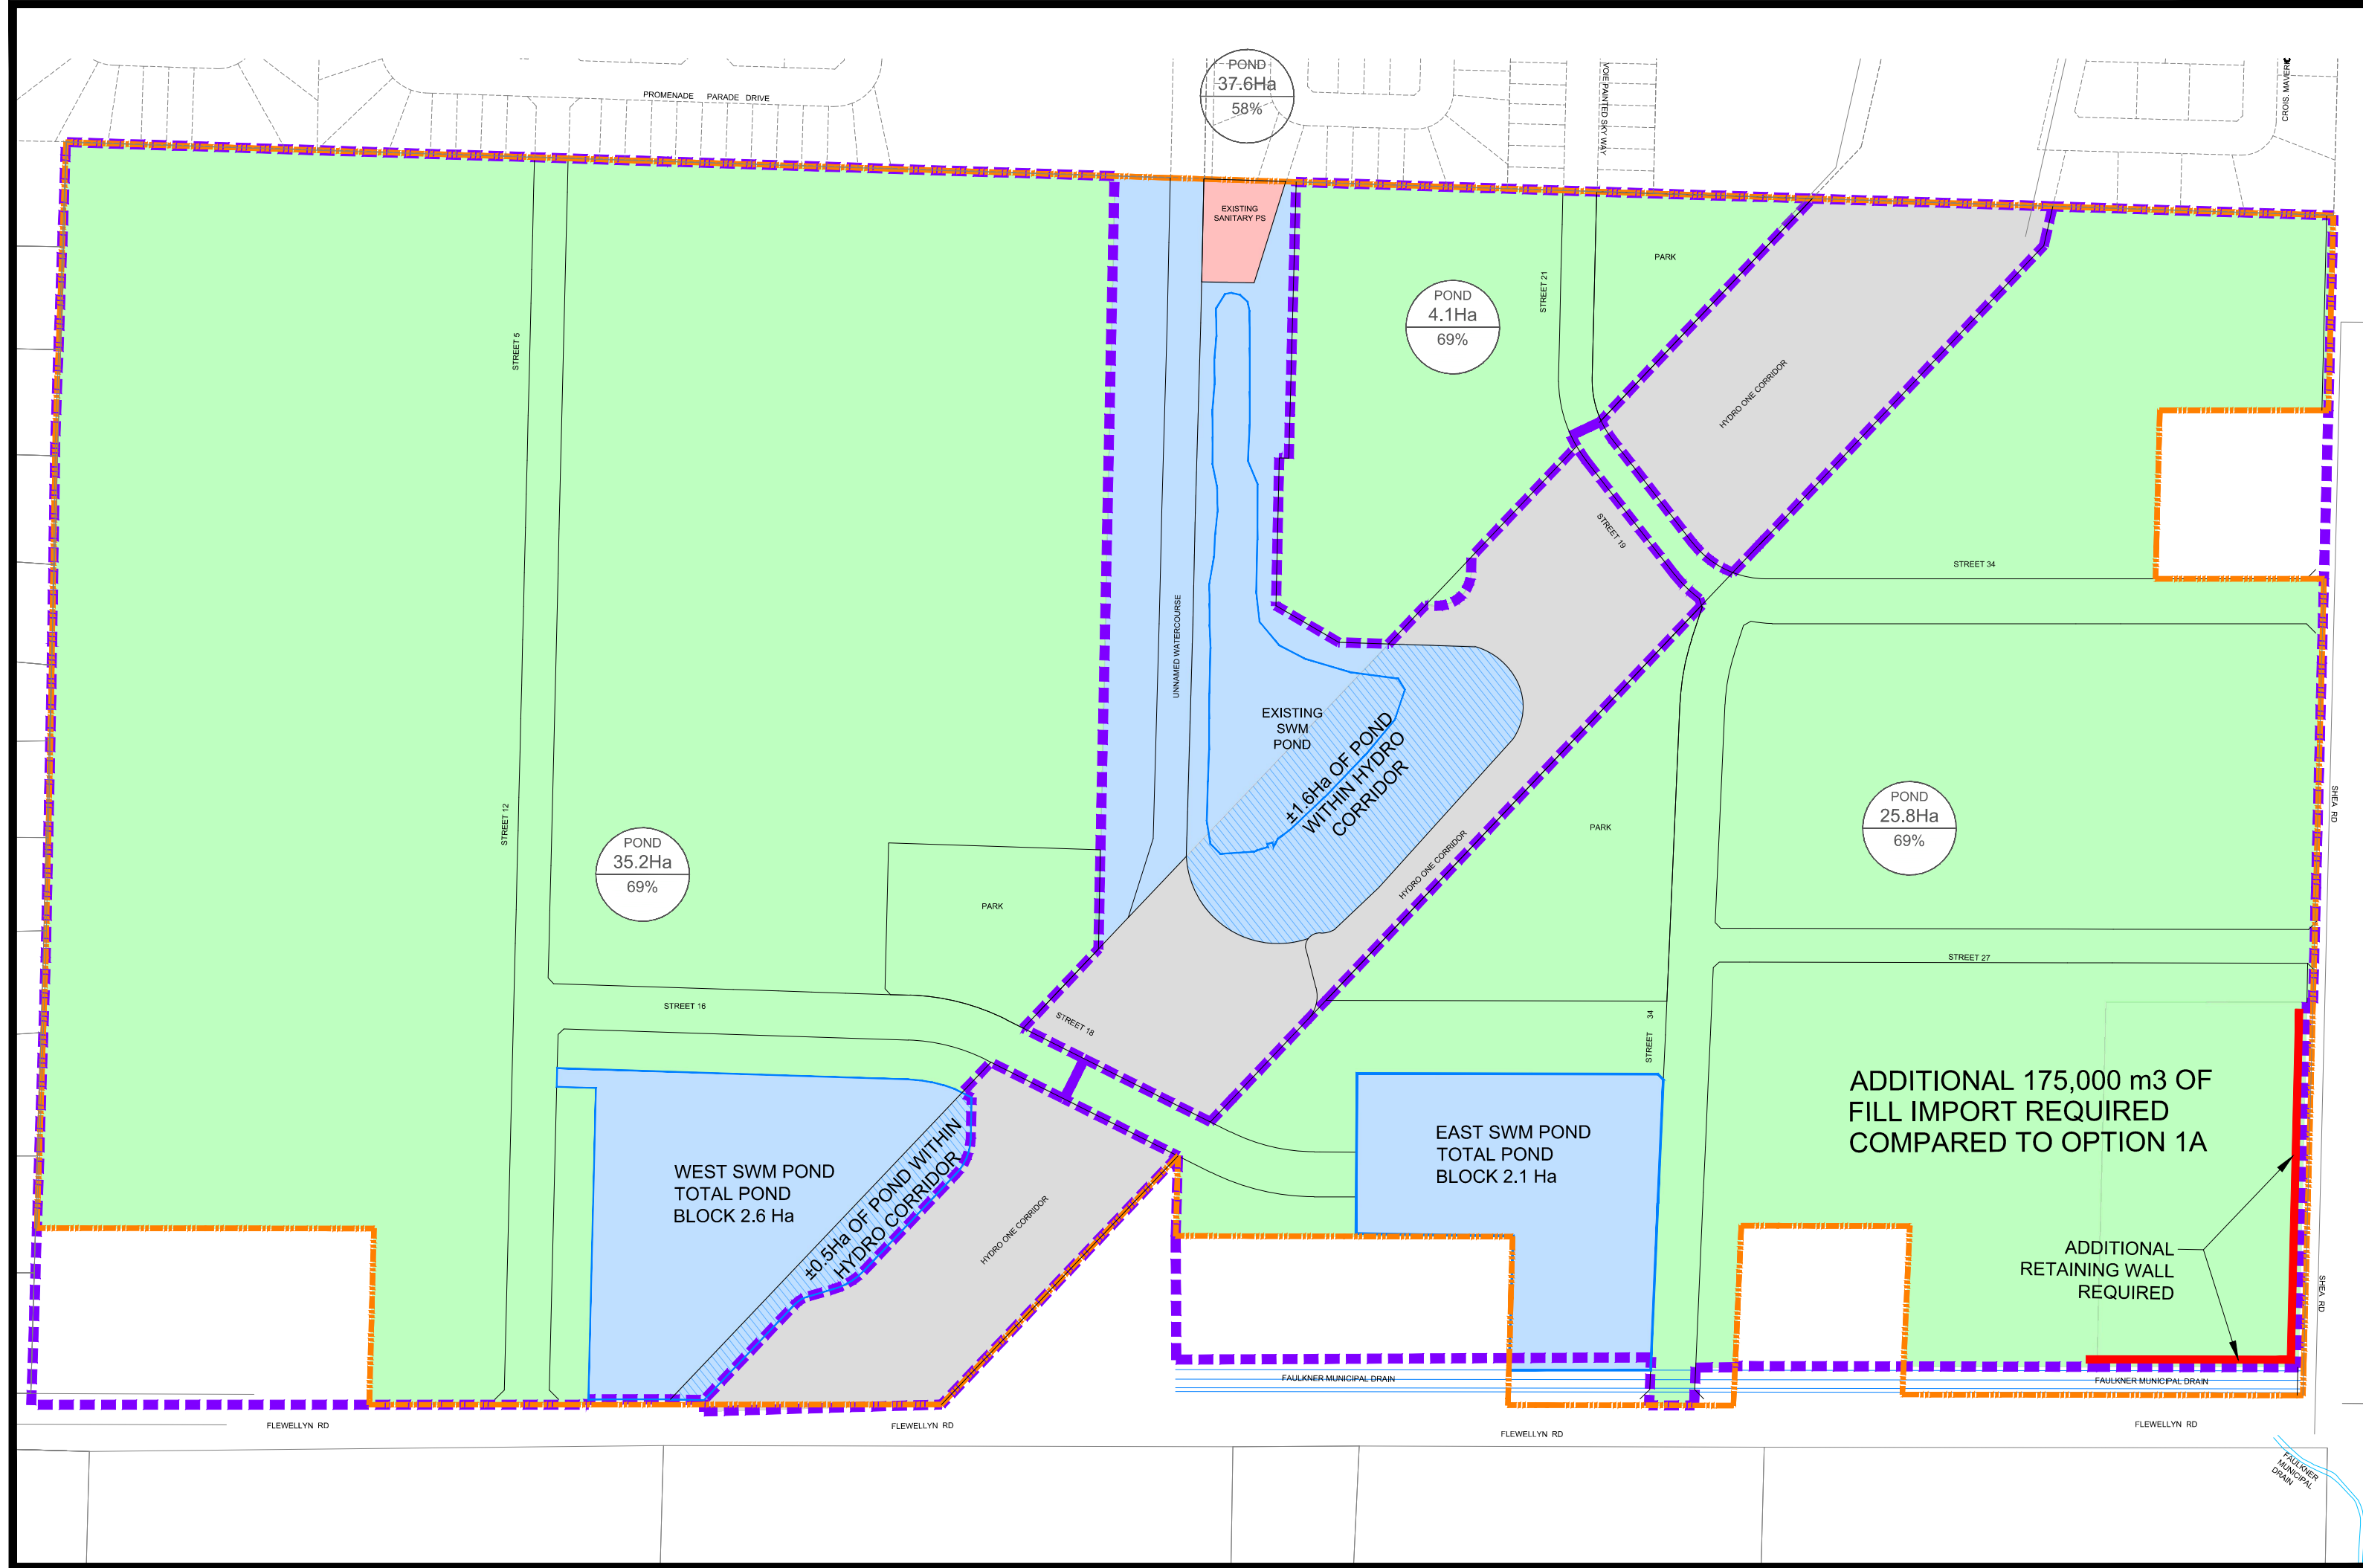 POND
37.6Ha
58%
PROMENADE PARADE DRIVE
VOIE PAINTED SKY WAY
CROIS. MAVERIC
EXISTING
SANITARY PS
PARK
STREET 21
POND
4.1Ha
69%
STREET 5
HYDRO ONE CORRIDOR
STREET 19
STREET 34
UNNAMED WATERCOURSE
EXISTING
SWM
POND
±1.6Ha OF POND
WITHIN HYDRO
CORRIDOR
HYDRO ONE CORRIDOR
PARK
POND
25.8Ha
69%
SHEA RD
STREET 12
POND
35.2Ha
69%
PARK
STREET 27
STREET 16
STREET 18
STREET 34
ADDITIONAL 175,000 m3 OF
FILL IMPORT REQUIRED
COMPARED TO OPTION 1A
WEST SWM POND
TOTAL POND
BLOCK 2.6 Ha
±0.5Ha OF POND WITHIN
HYDRO CORRIDOR
HYDRO ONE CORRIDOR
EAST SWM POND
TOTAL POND
BLOCK 2.1 Ha
ADDITIONAL
RETAINING WALL
REQUIRED
SHEA RD
FAULKNER MUNICIPAL DRAIN
FAULKNER MUNICIPAL DRAIN
FLEWELLYN RD
FLEWELLYN RD
FLEWELLYN RD
FLEWELLYN RD
FAULKNER
MUNICIPAL
DRAIN